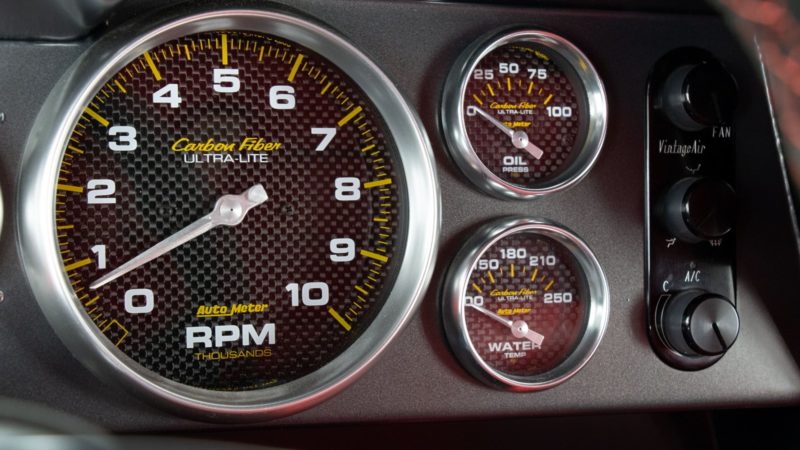 0 1 2 3 4 5 6 7 8 9 10
Carbon Fiber
ULTRA-LITE
Auto Meter
RPM
THOUSANDS
25 50 75 100
Carbon Fiber
ULTRA-LITE
Auto Meter
OIL
PRESS
150 180 210 250
Carbon Fiber
ULTRA-LITE
Auto Meter
WATER
TEMP
FAN
VintageAir
A/C
C